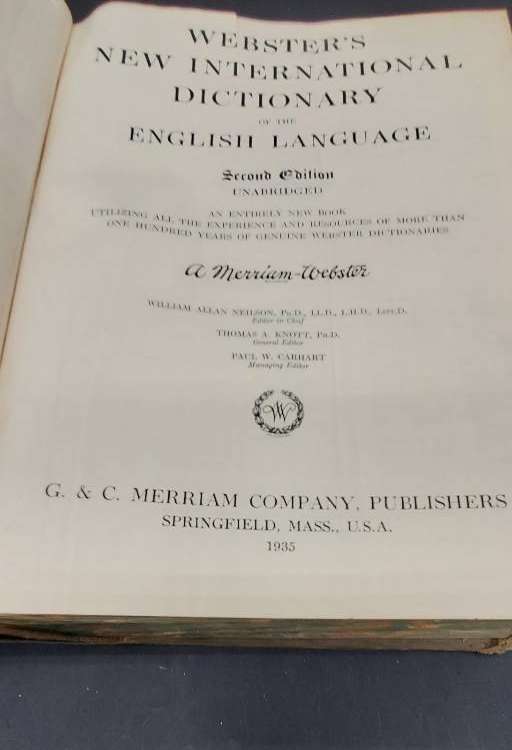 WEBSTER'S
NEW INTERNATIONAL
DICTIONARY
OF THE
ENGLISH LANGUAGE
Second Edition
UNABRIDGED
AN ENTIRELY NEW BOOK
UTILIZING ALL THE EXPERIENCE AND RESOURCES OF MORE THAN
ONE HUNDRED YEARS OF GENUINE WEBSTER DICTIONARIES
A Merriam-Webster
WILLIAM ALLAN NEILSON, Ph.D., LL.D., L.H.D., Litt.D.
Editor in Chief
THOMAS A. KNOTT, Ph.D.
General Editor
PAUL W. CARHART
Managing Editor
W
G. & C. MERRIAM COMPANY, PUBLISHERS
SPRINGFIELD, MASS., U.S.A.
1935